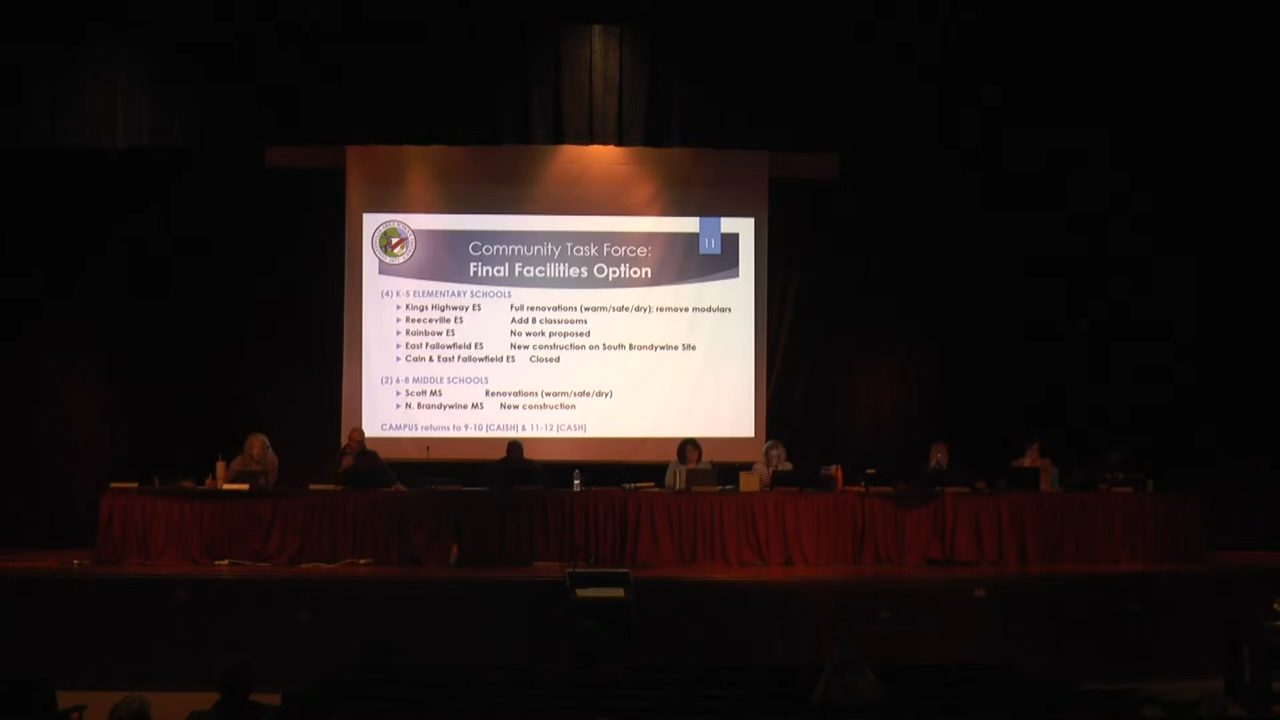 11
Community Task Force:
Final Facilities Option
(4) K-5 ELEMENTARY SCHOOLS
Kings Highway ES Full renovations (warm/safe/dry); remove modulars
Reeceville ES Add 8 classrooms
Rainbow ES No work proposed
East Fallowfield ES New construction on South Brandywine Site
Caln & East Fallowfield ES Closed
(2) 6-8 MIDDLE SCHOOLS
Scott MS Renovations (warm/safe/dry)
N. Brandywine MS New construction
CAMPUS returns to 9-10 [CAISH] & 11-12 [CASH]